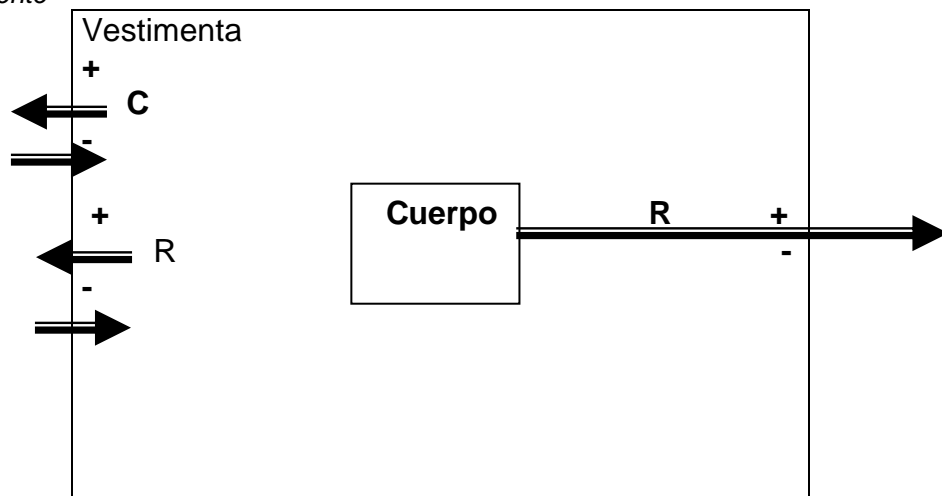 Vestimenta
+
C
-
+
R
-
Cuerpo R +
-